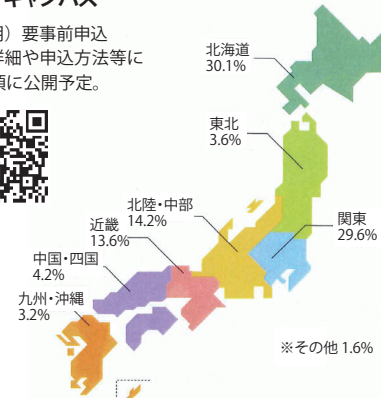 キャンパス
）要事前申込
詳細や申込方法等に
頃に公開予定。
北海道
30.1%
東北
3.6%
北陸・中部
14.2%
関東
29.6%
近畿
13.6%
中国・四国
4.2%
九州・沖縄
3.2%
※その他 1.6%